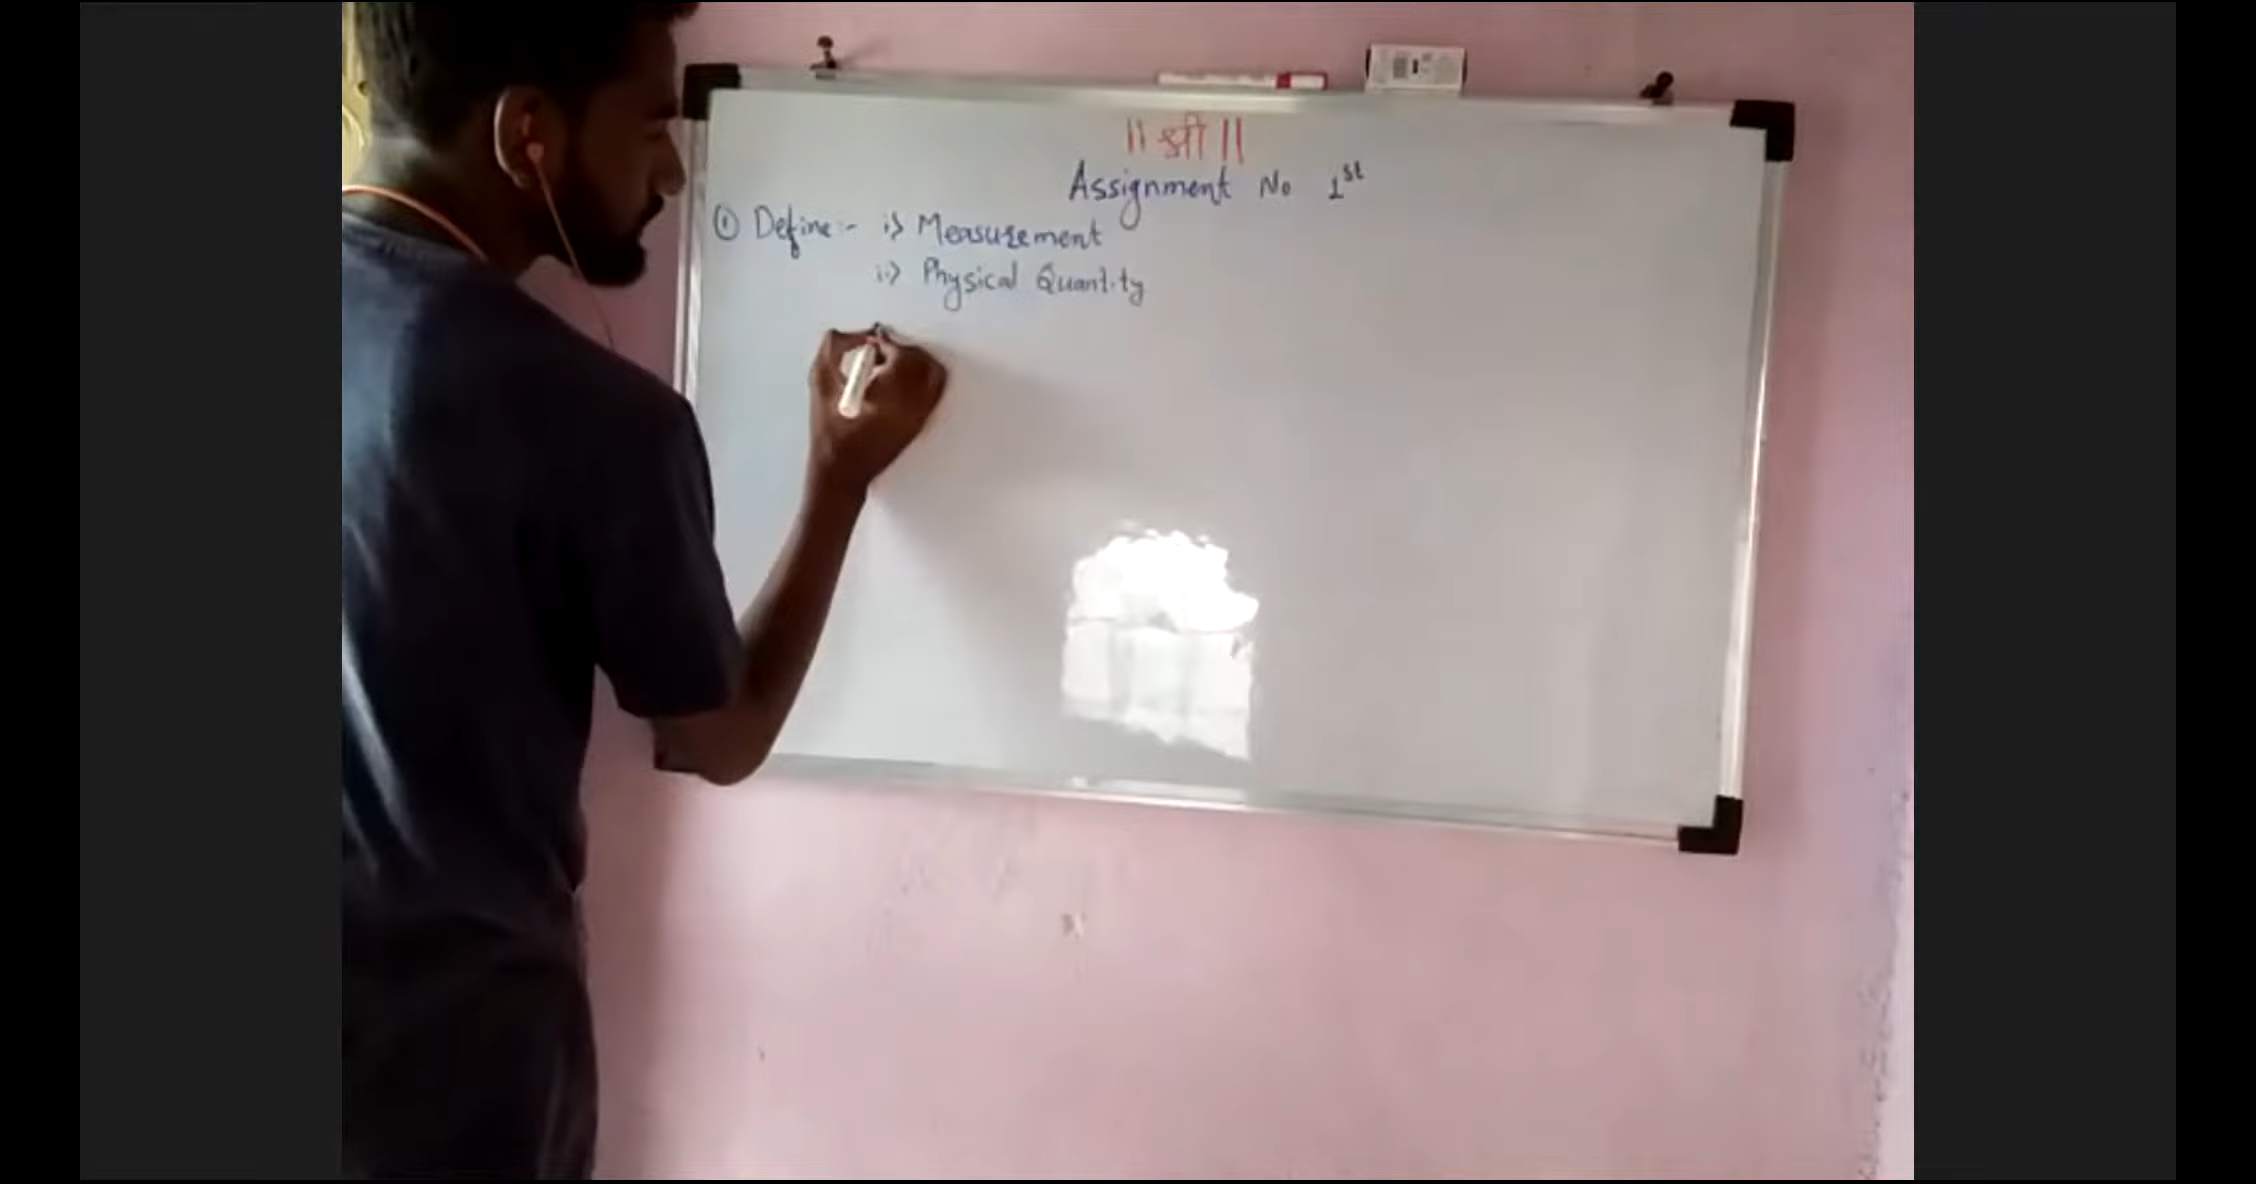 || श्री ||
Assignment No 1st
① Define:- i> Measurement
ii> Physical Quantity